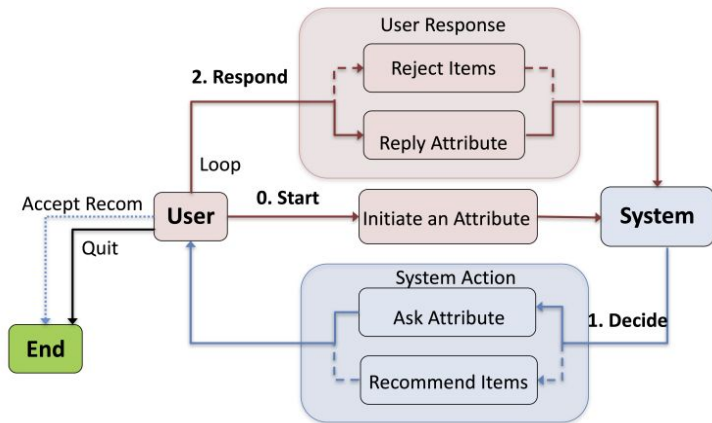 User Response
Reject Items
2. Respond
Reply Attribute
Loop
Accept Recom
User
0. Start
Initiate an Attribute
System
Quit
System Action
Ask Attribute
1. Decide
End
Recommend Items